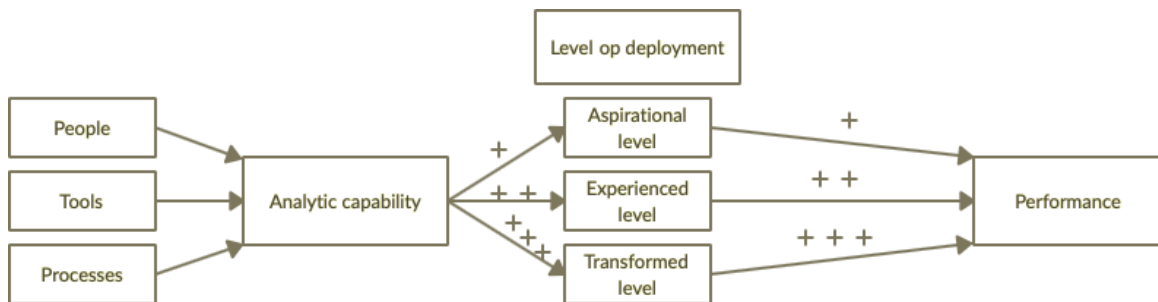 Level op deployment
People
Tools
Processes
Analytic capability
+
+ +
+
+
+
Aspirational
level
Experienced
level
Transformed
level
+
+ +
+ + +
Performance